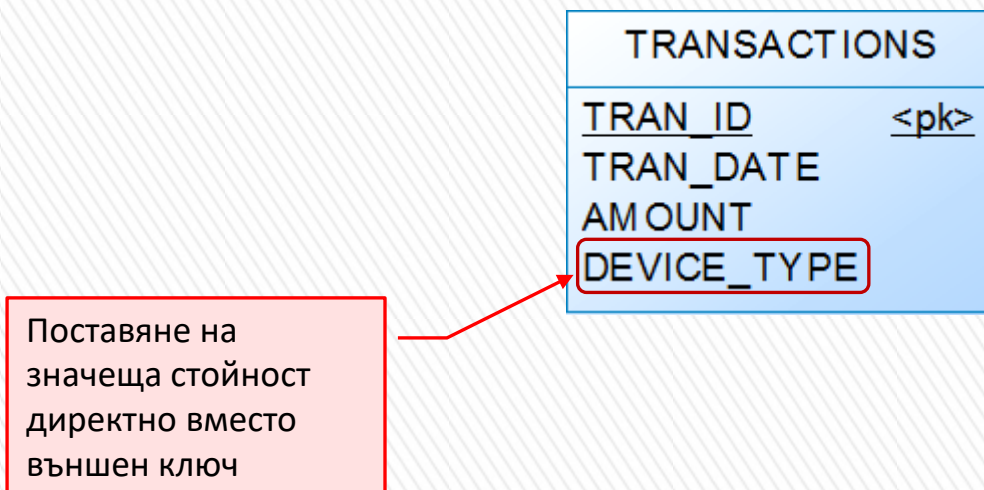 TRANSACTIONS
TRAN_ID <pk>
TRAN_DATE
AMOUNT
DEVICE_TYPE
Поставяне на
значеща стойност
директно вместо
външен ключ